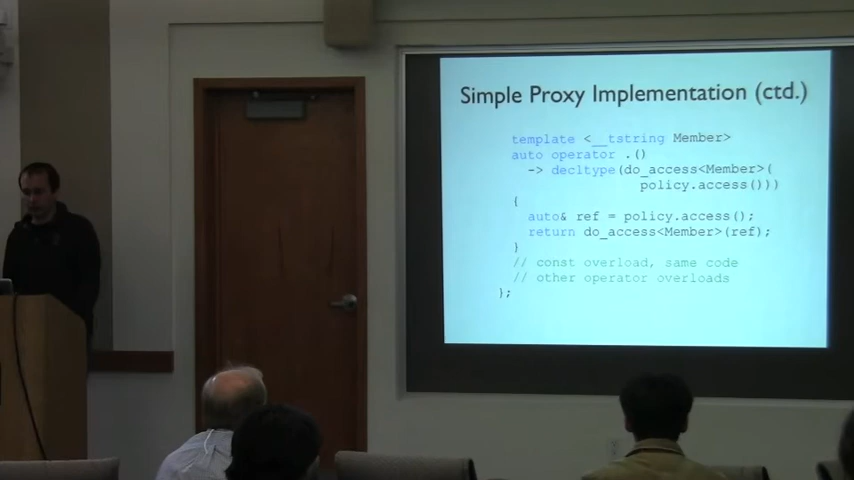 Simple Proxy Implementation (ctd.)
template <__tstring Member>
auto operator .()
-> decltype(do_access<Member>(
policy.access()))
{
auto& ref = policy.access();
return do_access<Member>(ref);
}
// const overload, same code
// other operator overloads
};